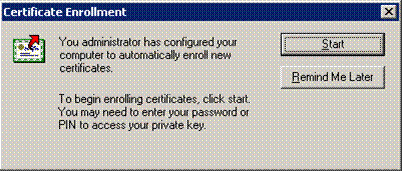 Certificate Enrollment
You administrator has configured your
computer to automatically enroll new
certificates.
To begin enrolling certificates, click start.
You may need to enter your password or
PIN to access your private key.
Start
Remind Me Later